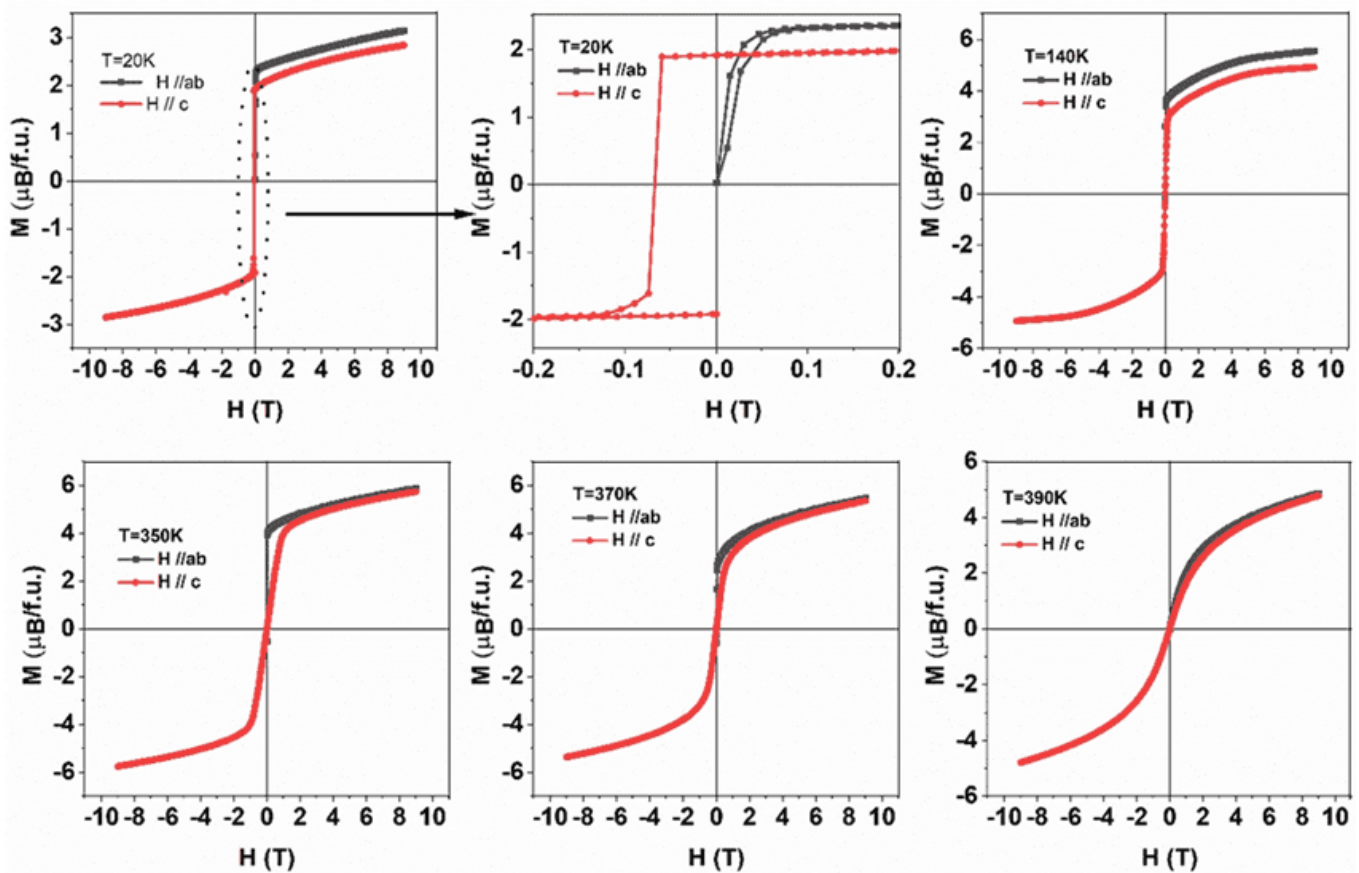 T=20K
H //ab
H // c
M (μB/f.u.)
3
2
1
0
-1
-2
-3
-10 -8 -6 -4 -2 0 2 4 6 8 10
H (T)
T=20K
H //ab
H // c
M (μB/f.u.)
2
0
-1
-2
-0.2 -0.1 0.0 0.1 0.2
H (T)
T=140K
H //ab
H // c
M (μB/f.u.)
6
4
2
0
-2
-4
-6
-10 -8 -6 -4 -2 0 2 4 6 8 10
H (T)
T=350K
H //ab
H // c
M (μB/f.u.)
6
4
2
0
-2
-4
-6
-10 -8 -6 -4 -2 0 2 4 6 8 10
H (T)
T=370K
H //ab
H // c
M (μB/f.u.)
6
4
2
0
-2
-4
-6
-10 -8 -6 -4 -2 0 2 4 6 8 10
H (T)
T=390K
H //ab
H // c
M (μB/f.u.)
6
4
2
0
-2
-4
-6
-10 -8 -6 -4 -2 0 2 4 6 8 10
H (T)